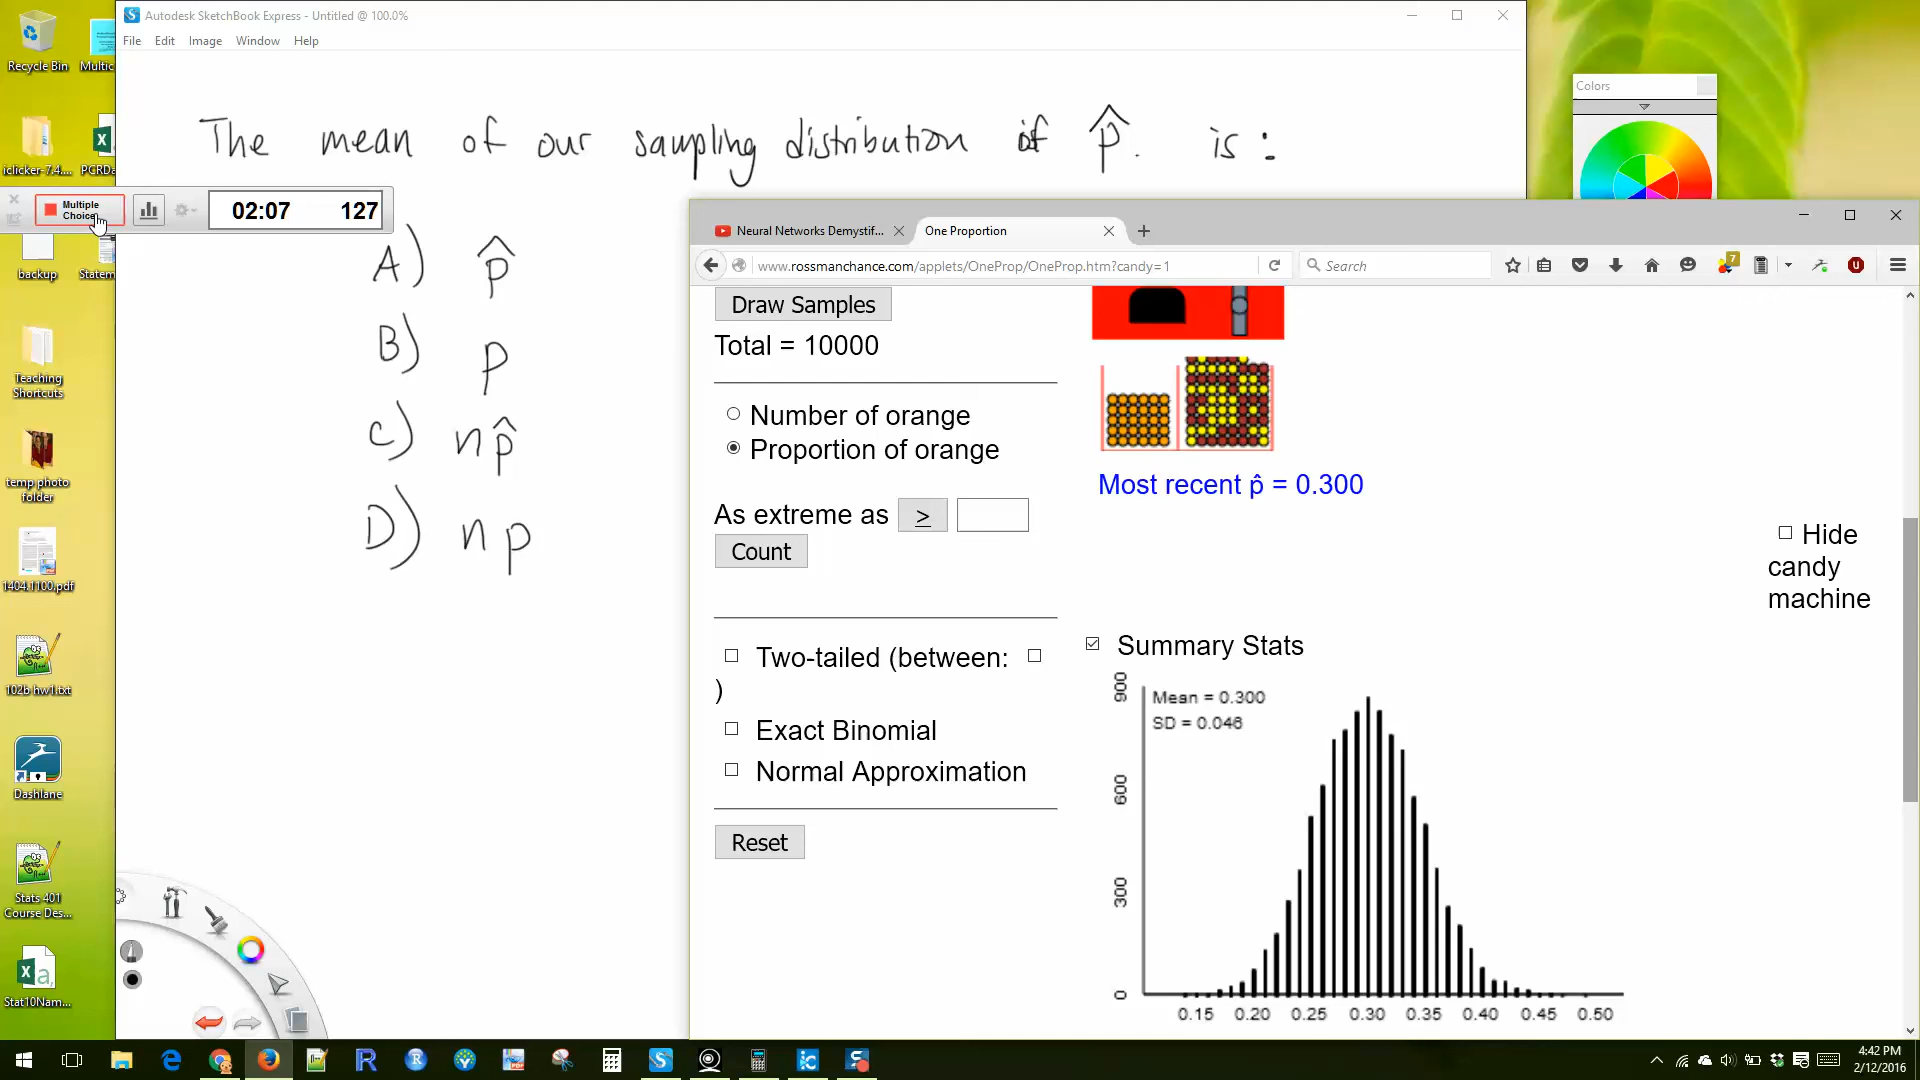 Autodesk SketchBook Express - Untitled @ 100.0%
File Edit Image Window Help
Recycle Bin
Multic
The mean of our sampling distribution of p̂. is:
Colors
iclicker-7.4....
PCRDa
Multiple
Choice
02:07 127
backup
Statem
A) p̂
B) p
C) n p̂
D) n p
Teaching
Shortcuts
temp photo
folder
1404.1100.pdf
102b hw1.txt
Dashlane
Stats 401
Course Des...
Stat10Nam...
Neural Networks Demystif...
One Proportion
www.rossmanchance.com/applets/OneProp/OneProp.htm?candy=1
Search
7
Draw Samples
Total = 10000
Number of orange
Proportion of orange
As extreme as ≥
Count
Two-tailed (between:
)
Exact Binomial
Normal Approximation
Reset
Most recent p̂ = 0.300
Hide
candy
machine
Summary Stats
Mean = 0.300
SD = 0.046
900
600
300
0
0.15 0.20 0.25 0.30 0.35 0.40 0.45 0.50
4:42 PM
2/12/2016